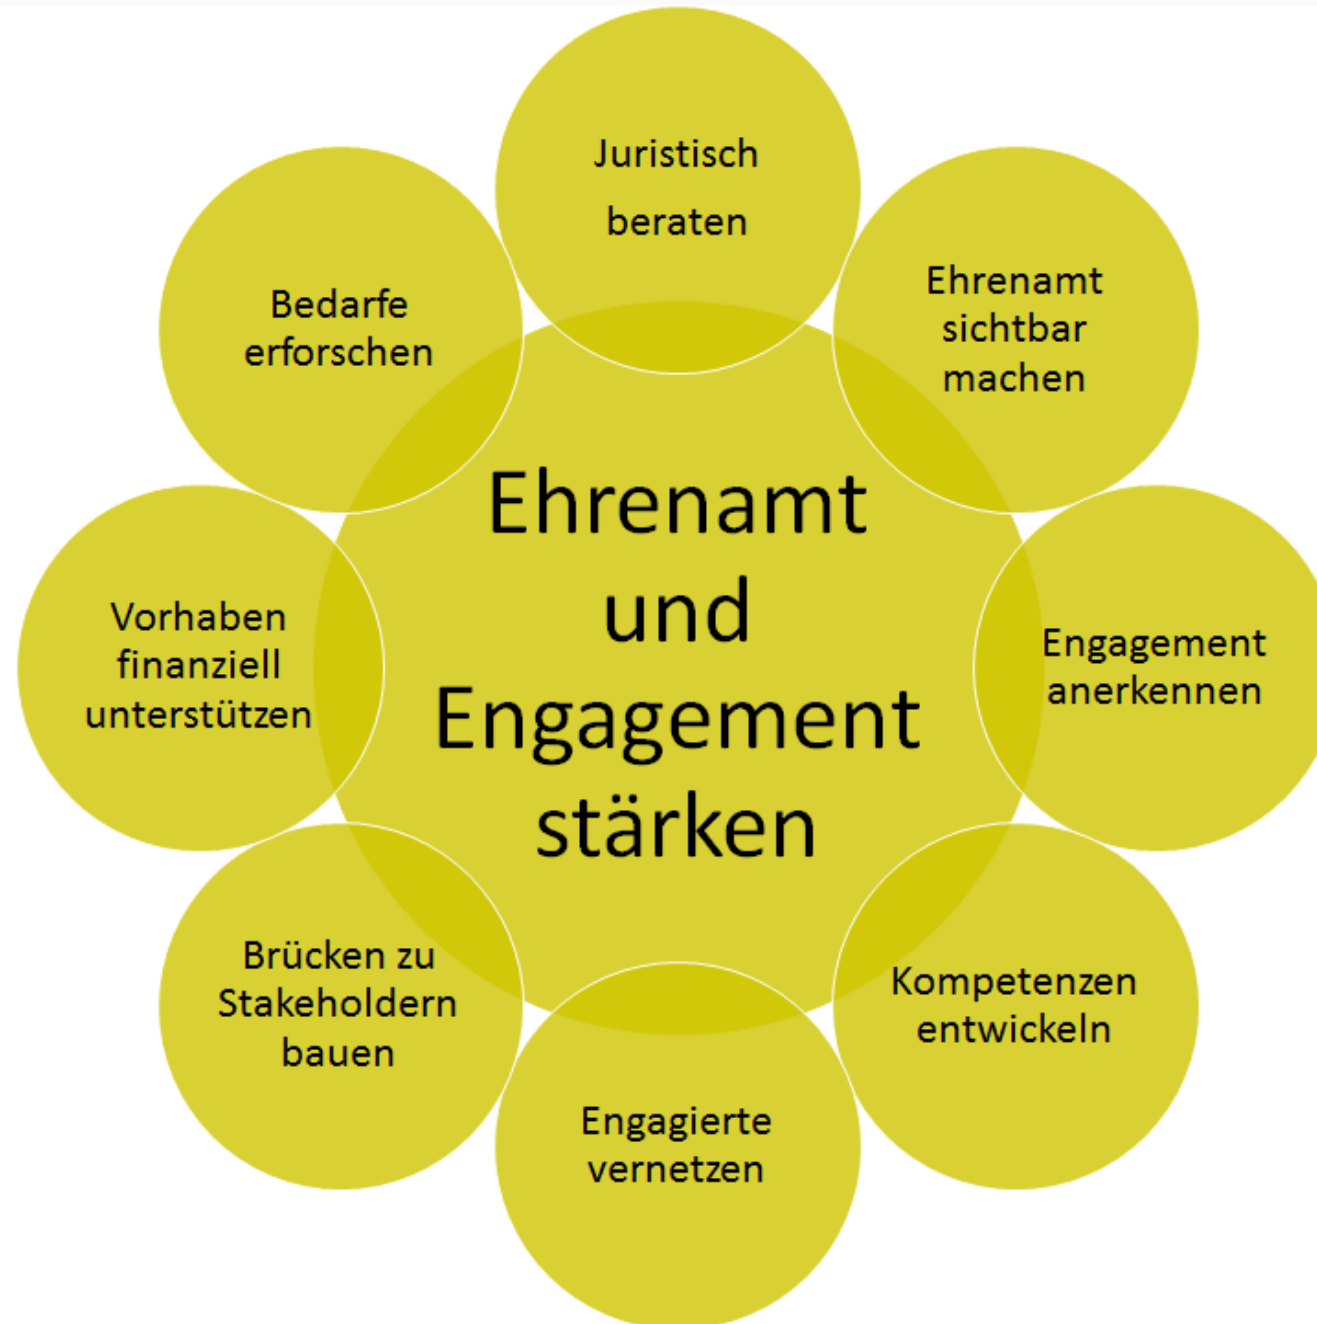 Juristisch
beraten
Ehrenamt
sichtbar
machen
Engagement
anerkennen
Kompetenzen
entwickeln
Engagierte
vernetzen
Brücken zu
Stakeholdern
bauen
Vorhaben
finanziell
unterstützen
Bedarfe
erforschen
Ehrenamt
und
Engagement
stärken